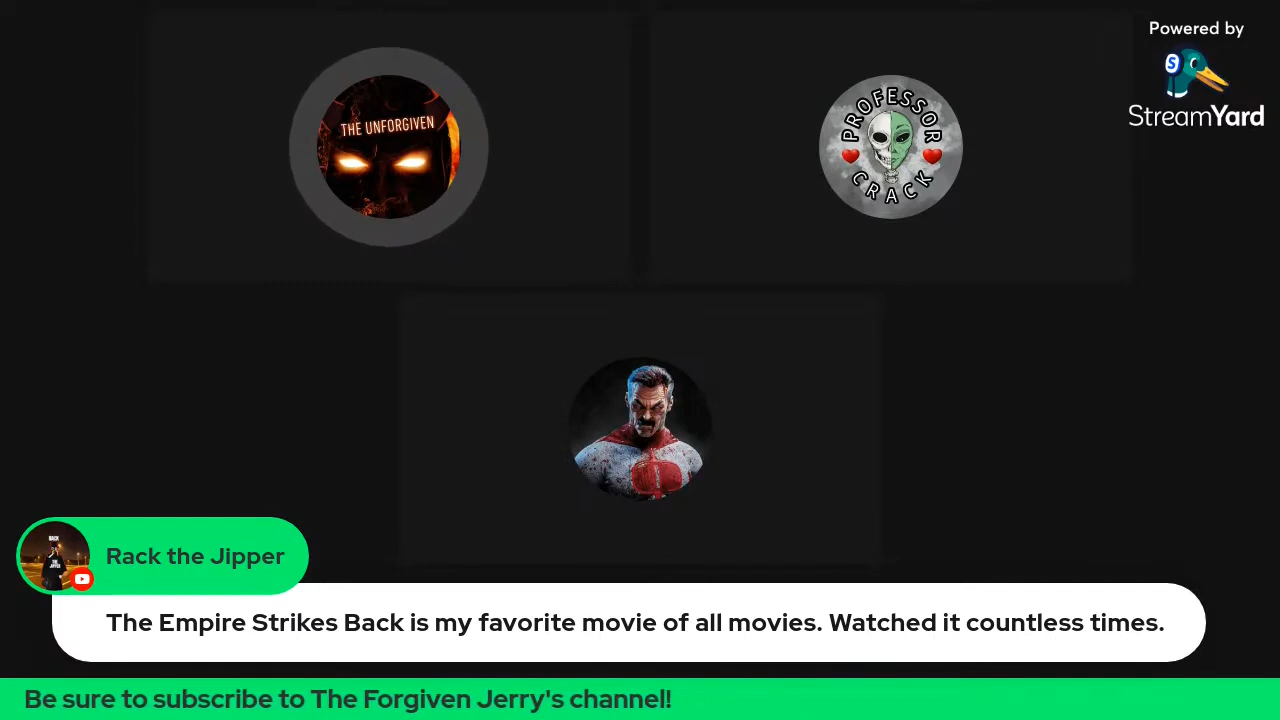 Powered by
StreamYard
THE UNFORGIVEN
PROFESSOR
CRACK
S
Rack the Jipper
The Empire Strikes Back is my favorite movie of all movies. Watched it countless times.
Be sure to subscribe to The Forgiven Jerry's channel!